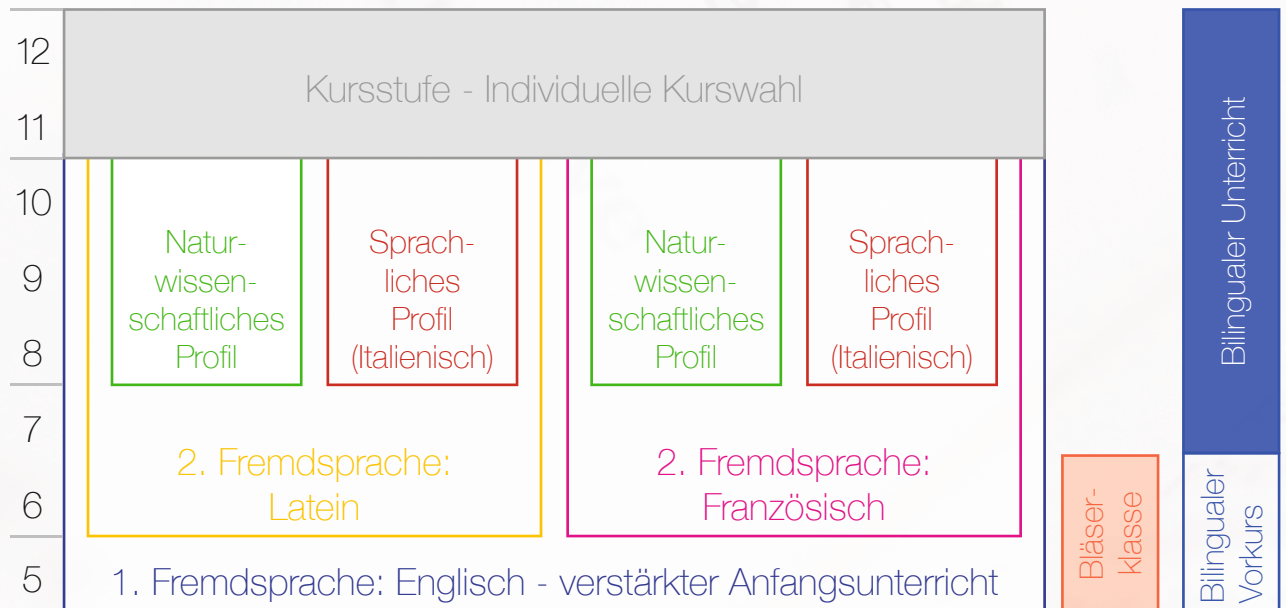 12
11
10
9
8
7
6
5
Kursstufe - Individuelle Kurswahl
Natur-
wissen-
schaftliches
Profil
Sprach-
liches
Profil
(Italienisch)
Natur-
wissen-
schaftliches
Profil
Sprach-
liches
Profil
(Italienisch)
2. Fremdsprache:
Latein
2. Fremdsprache:
Französisch
1. Fremdsprache: Englisch - verstärkter Anfangsunterricht
Bläser-
klasse
Bilingualer Unterricht
Bilingualer
Vorkurs